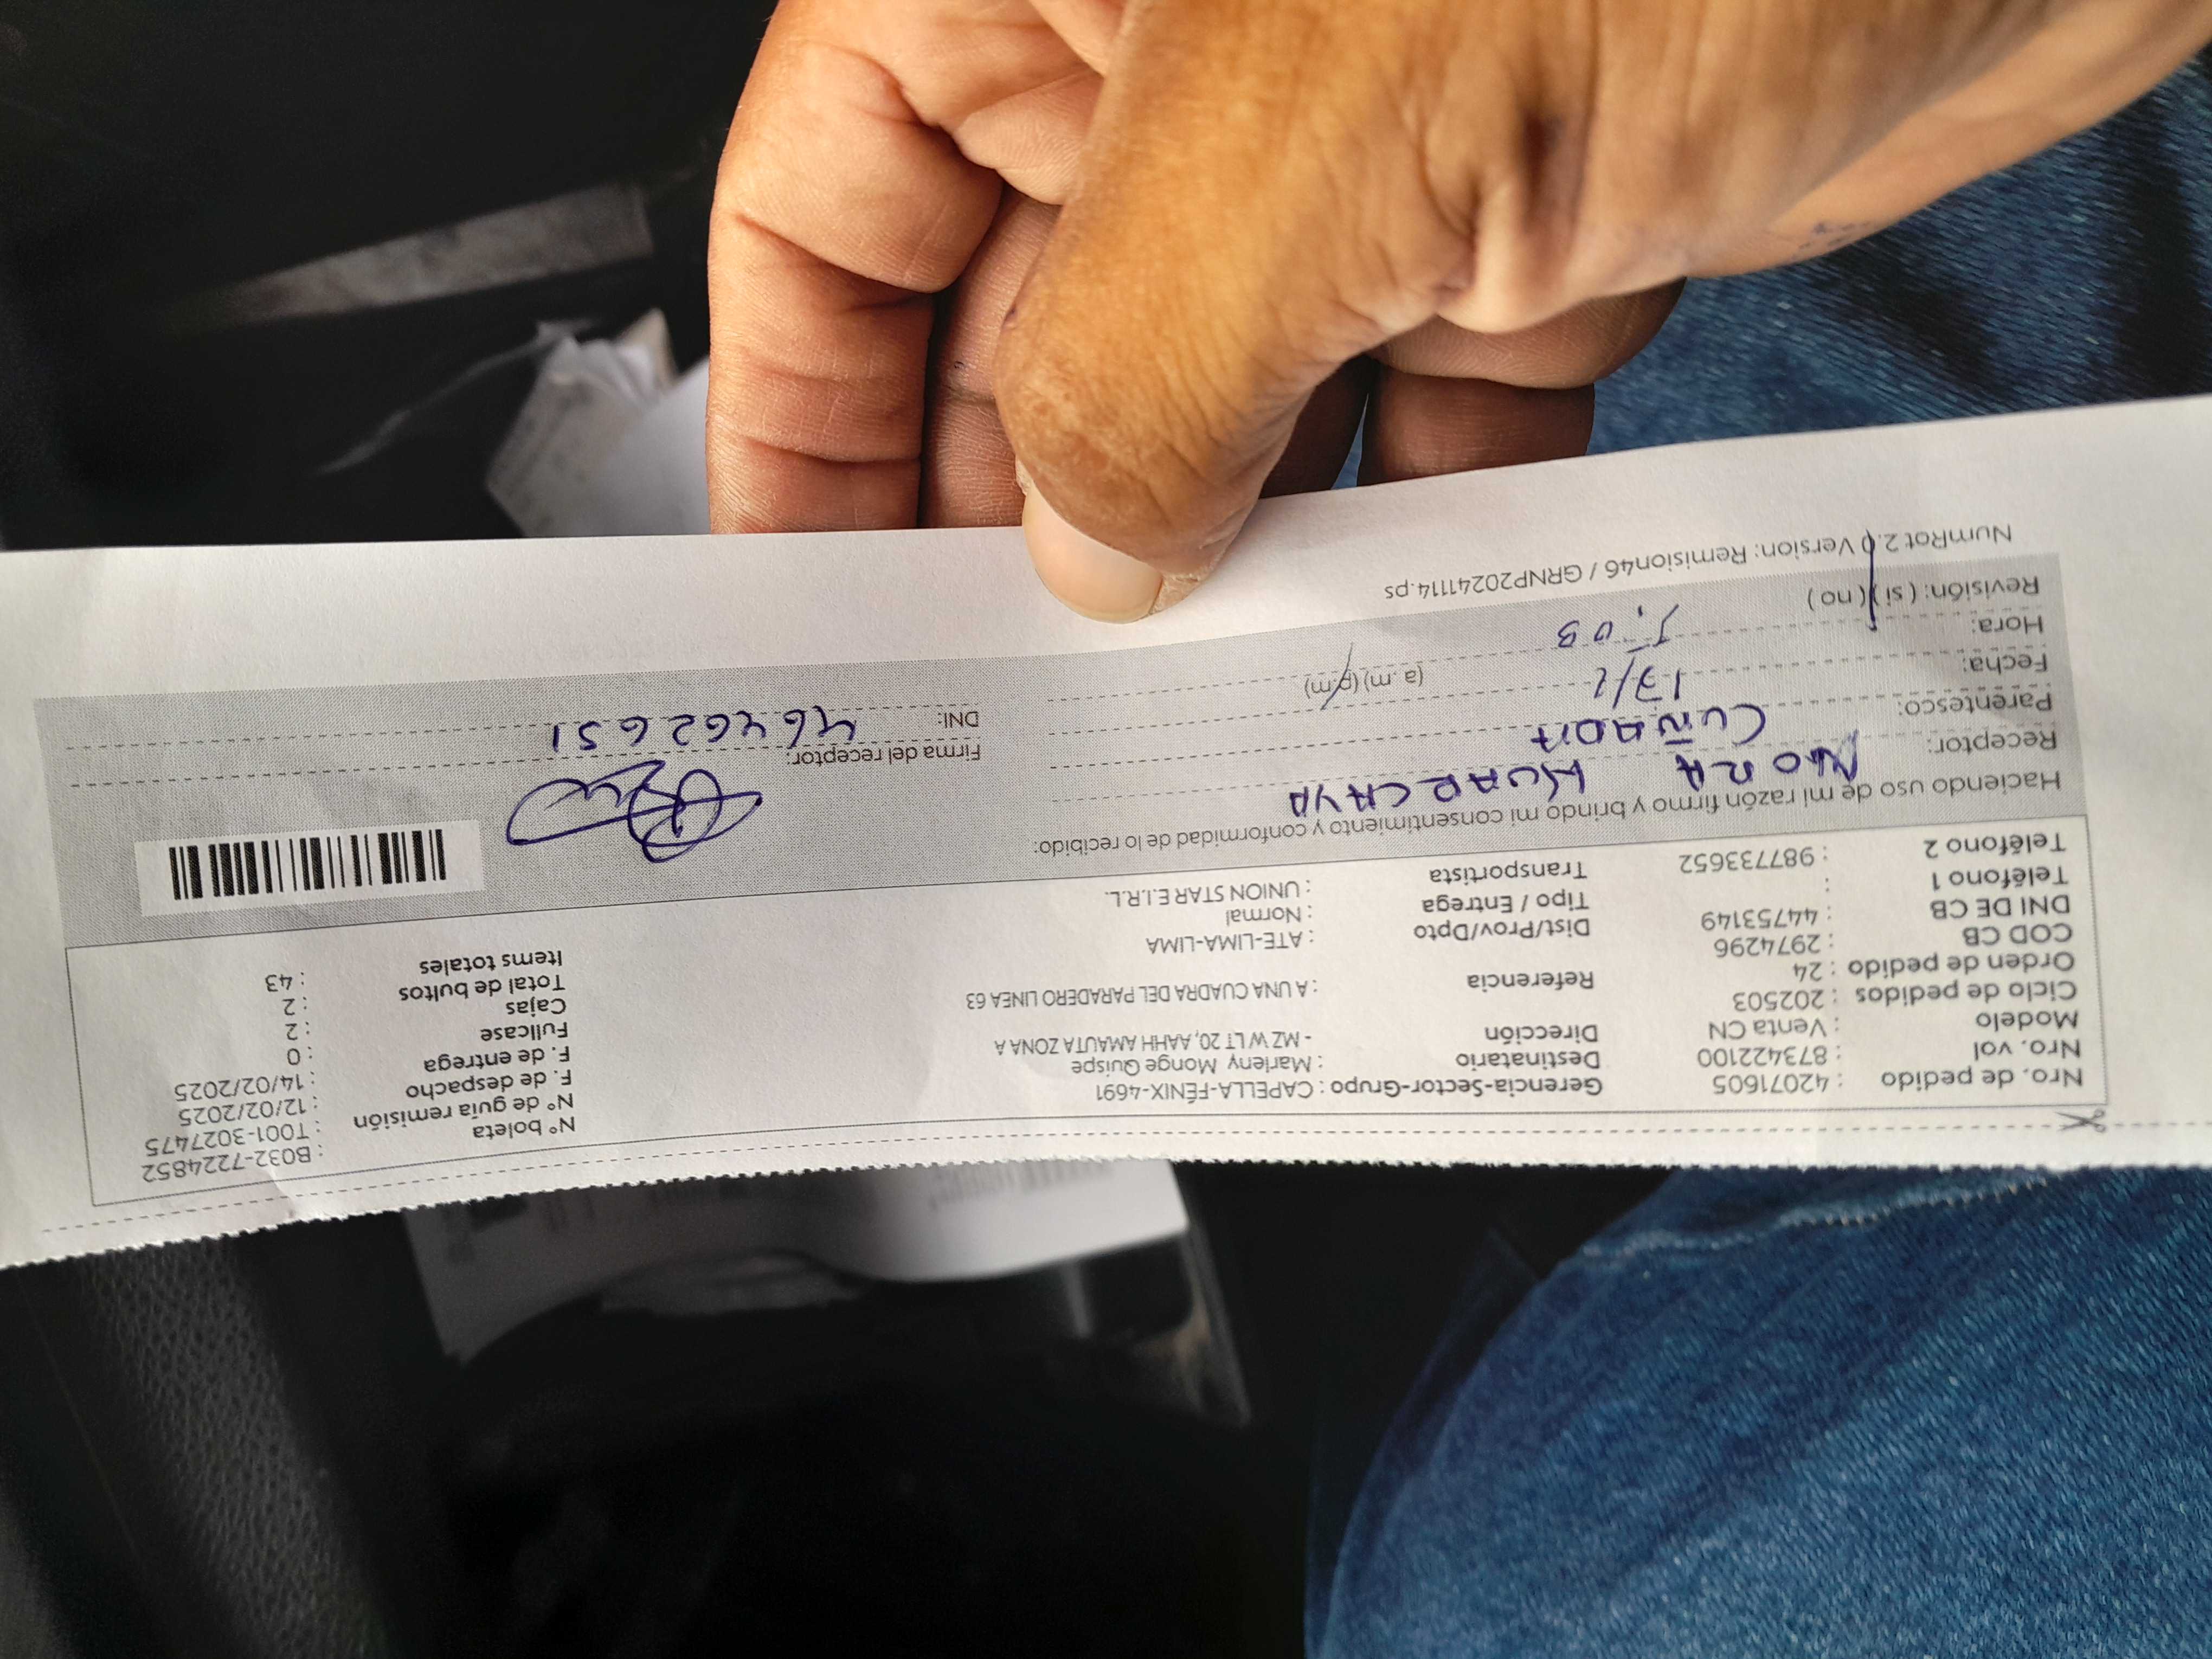 Nro. de pedido : 42071605
Nro. vol : 873422100
Modelo : Venta CN
Ciclo de pedidos : 202503
Orden de pedido : 24
COD CB : 2974296
DNI DE CB : 44753149
Teléfono 1 :
Teléfono 2 : 987733652
Gerencia-Sector-Grupo : CAPELLA-FÉNIX-4691
Destinatario : Marleny Monge Quispe
Dirección - MZ W LT 20, AAHH AMAUTA ZONA A
Referencia : A UNA CUADRA DEL PARADERO LINEA 63
Dist/Prov/Dpto : ATE-LIMA-LIMA
Tipo / Entrega : Normal
Transportista : UNION STAR E.I.R.L.
N° boleta : B032-7224852
N° de guía remisión : T001-3027475
F. de despacho : 12/02/2025
F. de entrega : 14/02/2025
Fullcase : 0
Cajas : 2
Total de bultos : 2
Items totales : 43
Haciendo uso de mi razón firmo y brindo mi consentimiento y conformidad de lo recibido:
Receptor: HUARCAYA
Parentesco: CUÑADA
Fecha:
Hora: (a.m) (p.m)
Revisión: ( si ) ( no )
Firma del receptor:
DNI: 46462651
NumRot 2.0 Version: Remision46 / GRNP20241114.ps